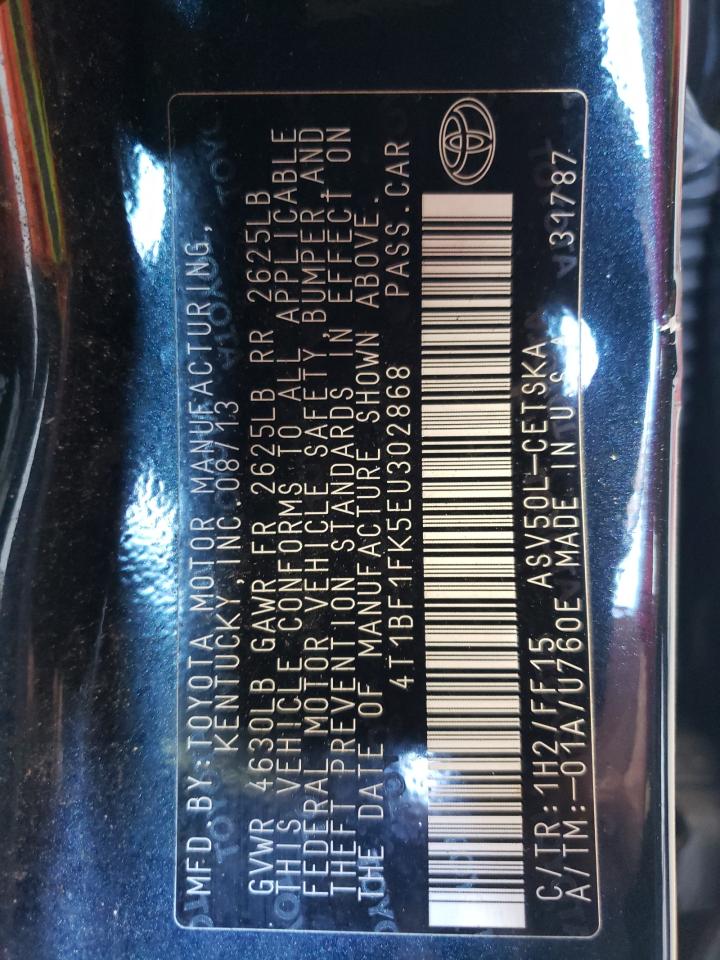 MFD.BY:TOYOTA MOTOR MANUFACTURING,
KENTUCKY,INC.08/13
GVWR 4630LB GAWR FR 2625LB RR 2625LB
THIS VEHICLE CONFORMS TO ALL APPLICABLE
FEDERAL MOTOR VEHICLE SAFETY,BUMPER AND
THEFT PREVENTION STANDARDS IN EFFECT ON
THE DATE OF MANUFACTURE SHOWN ABOVE.
4T1BF1FK5EU302868 PASS.CAR
C/TR:1H2/FF15 ASV50L-CETSKA
A/TM:-01A/U760E MADE IN U S A 31787